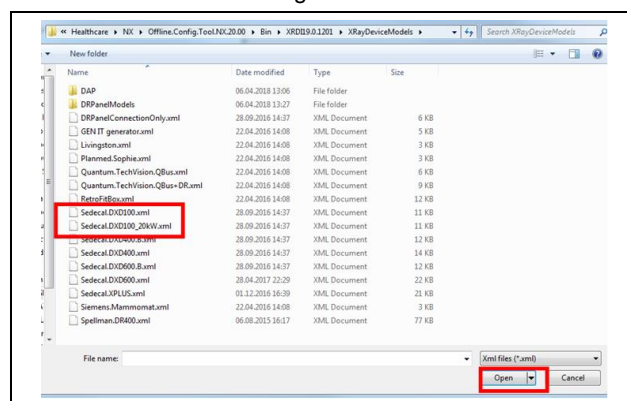 « Healthcare ▸ NX ▸ Offline.Config.Tool.NX.20.00 ▸ Bin ▸ XRDI19.0.1201 ▸ XRayDeviceModels ▸ Search XRayDeviceModels
New folder
Name Date modified Type Size
DAP 06.04.2018 13:06 File folder
DRPanelModels 06.04.2018 13:27 File folder
DRPanelConnectionOnly.xml 28.09.2016 14:37 XML Document 6 KB
GEN IT generator.xml 22.04.2016 14:08 XML Document 5 KB
Livingston.xml 22.04.2016 14:08 XML Document 3 KB
Planmed.Sophie.xml 22.04.2016 14:08 XML Document 3 KB
Quantum.TechVision.QBus.xml 22.04.2016 14:08 XML Document 6 KB
Quantum.TechVision.QBus+DR.xml 22.04.2016 14:08 XML Document 9 KB
RetroFitBox.xml 22.04.2016 14:08 XML Document 12 KB
Sedecal.DXD100.xml 28.09.2016 14:37 XML Document 11 KB
Sedecal.DXD100_20kW.xml 28.09.2016 14:37 XML Document 11 KB
Sedecal.DXD400.B.xml 28.09.2016 14:37 XML Document 12 KB
Sedecal.DXD400.xml 28.09.2016 14:37 XML Document 14 KB
Sedecal.DXD600.B.xml 28.09.2016 14:37 XML Document 12 KB
Sedecal.DXD600.xml 28.04.2017 22:29 XML Document 22 KB
Sedecal.XPLUS.xml 01.12.2016 16:39 XML Document 21 KB
Siemens.Mammomat.xml 22.04.2016 14:08 XML Document 3 KB
Spellman.DR400.xml 06.08.2015 16:17 XML Document 77 KB
File name: Xml files (*.xml)
Open Cancel